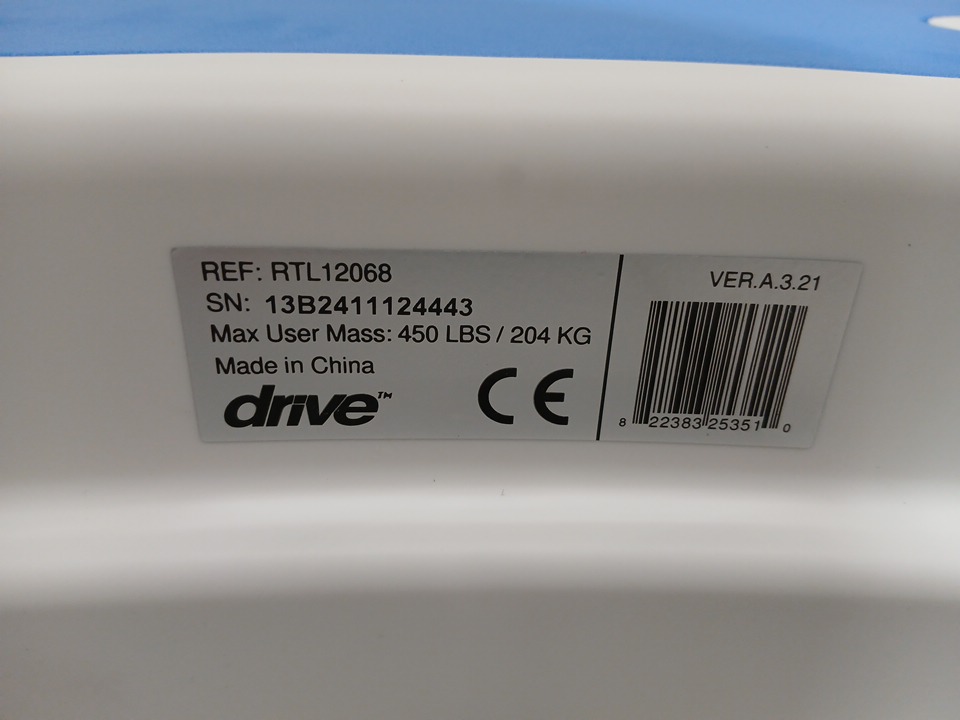 REF: RTL12068
SN: 13B2411124443
Max User Mass: 450 LBS / 204 KG
Made in China
drive™
CE
VER.A.3.21
8 22383 25351 0